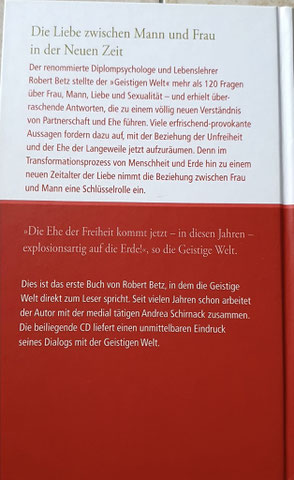 Die Liebe zwischen Mann und Frau
in der Neuen Zeit
Der renommierte Diplompsychologe und Lebenslehrer
Robert Betz stellte der »Geistigen Welt« mehr als 120 Fragen
über Frau, Mann, Liebe und Sexualität – und erhielt über-
raschende Antworten, die zu einem völlig neuen Verständnis
von Partnerschaft und Ehe führen. Viele erfrischend-provokante
Aussagen fordern dazu auf, mit der Beziehung der Unfreiheit
und der Ehe der Langeweile jetzt aufzuräumen. Denn im
Transformationsprozess von Menschheit und Erde hin zu einem
neuen Zeitalter der Liebe nimmt die Beziehung zwischen Frau
und Mann eine Schlüsselrolle ein.
»Die Ehe der Freiheit kommt jetzt – in diesen Jahren –
explosionsartig auf die Erde!«, so die Geistige Welt.
Dies ist das erste Buch von Robert Betz, in dem die Geistige
Welt direkt zum Leser spricht. Seit vielen Jahren schon arbeitet
der Autor mit der medial tätigen Andrea Schirnack zusammen.
Die beiliegende CD liefert einen unmittelbaren Eindruck
seines Dialogs mit der Geistigen Welt.